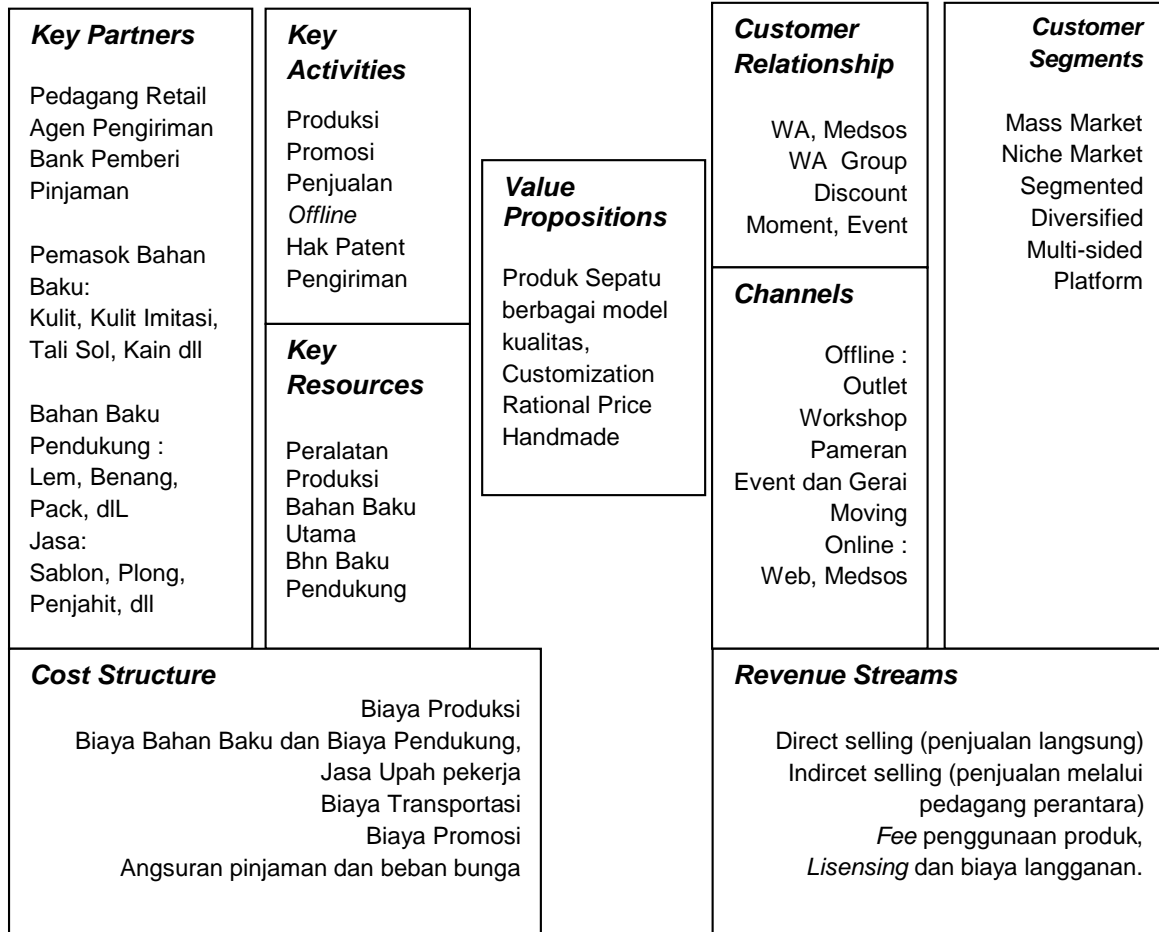 Key Partners
Pedagang Retail
Agen Pengiriman
Bank Pemberi
Pinjaman
Pemasok Bahan
Baku:
Kulit, Kulit Imitasi,
Tali Sol, Kain dll
Bahan Baku
Pendukung :
Lem, Benang,
Pack, dlL
Jasa:
Sablon, Plong,
Penjahit, dll
Key
Activities
Produksi
Promosi
Penjualan
Offline
Hak Patent
Pengiriman
Key
Resources
Peralatan
Produksi
Bahan Baku
Utama
Bhn Baku
Pendukung
Value
Propositions
Produk Sepatu
berbagai model
kualitas,
Customization
Rational Price
Handmade
Customer
Relationship
WA, Medsos
WA Group
Discount
Moment, Event
Channels
Offline :
Outlet
Workshop
Pameran
Event dan Gerai
Moving
Online :
Web, Medsos
Customer
Segments
Mass Market
Niche Market
Segmented
Diversified
Multi-sided
Platform
Cost Structure
Biaya Produksi
Biaya Bahan Baku dan Biaya Pendukung,
Jasa Upah pekerja
Biaya Transportasi
Biaya Promosi
Angsuran pinjaman dan beban bunga
Revenue Streams
Direct selling (penjualan langsung)
Indircet selling (penjualan melalui
pedagang perantara)
Fee penggunaan produk,
Lisensing dan biaya langganan.